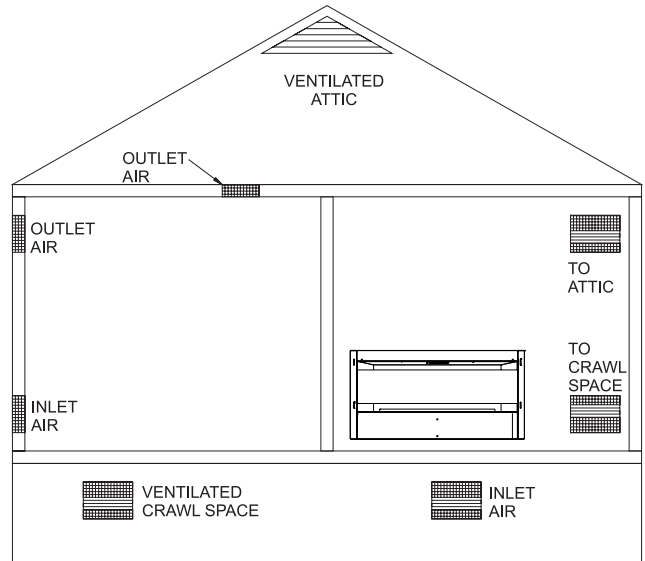 VENTILATED
ATTIC
OUTLET
AIR
OUTLET
AIR
TO
ATTIC
TO
CRAWL
SPACE
INLET
AIR
VENTILATED
CRAWL SPACE
INLET
AIR